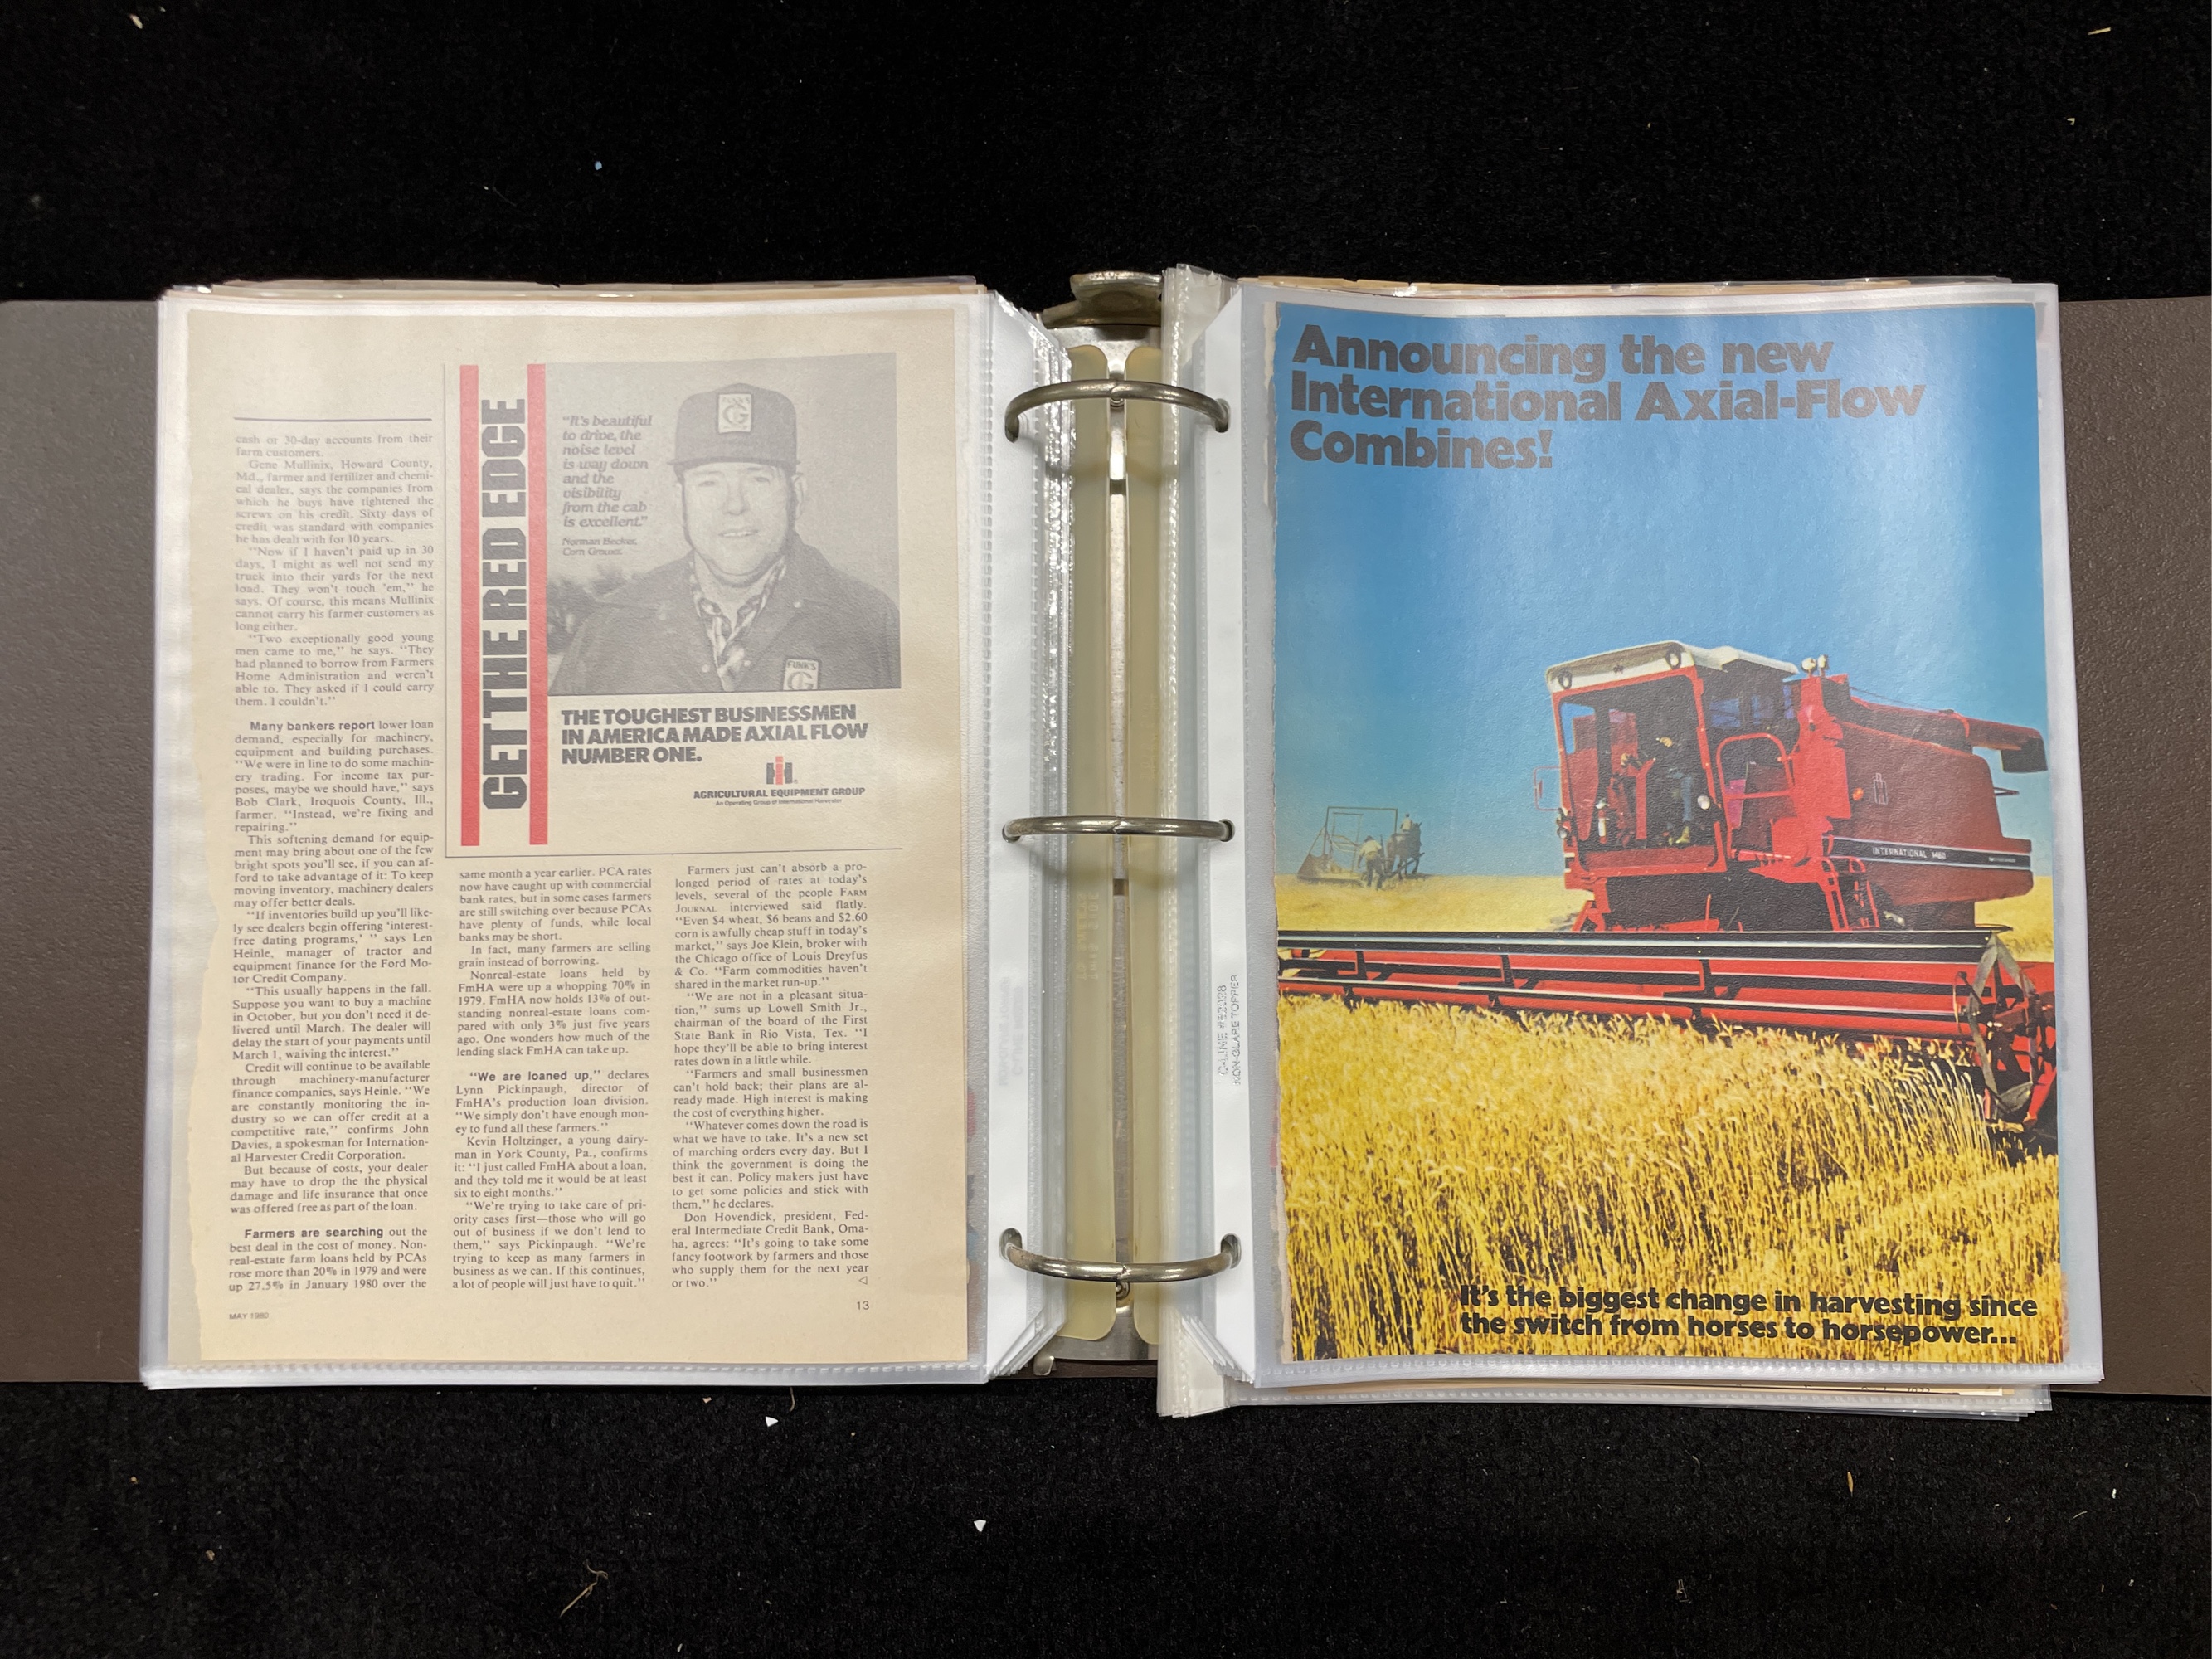 cash or 30-day accounts from their
farm customers.
Gene Mullinix, Howard County,
Md., farmer and fertilizer and chemi-
cal dealer, says the companies from
which he buys have tightened the
screws on his credit. Sixty days of
credit was standard with companies
he has dealt with for 10 years.
"Now if I haven't paid up in 30
days, I might as well not send my
truck into their yards for the next
load. They won't touch 'em," he
says. Of course, this means Mullinix
cannot carry his farmer customers as
long either.
"Two exceptionally good young
men came to me," he says. "They
had planned to borrow from Farmers
Home Administration and weren't
able to. They asked if I could carry
them. I couldn't."
Many bankers report lower loan
demand, especially for machinery,
equipment and building purchases.
"We were in line to do some machin-
ery trading. For income tax pur-
poses, maybe we should have," says
Bob Clark, Iroquois County, Ill.,
farmer. "Instead, we're fixing and
repairing."
This softening demand for equip-
ment may bring about one of the few
bright spots you'll see, if you can af-
ford to take advantage of it: To keep
moving inventory, machinery dealers
may offer better deals.
"If inventories build up you'll like-
ly see dealers begin offering 'interest-
free dating programs,' " says Len
Heinle, manager of tractor and
equipment finance for the Ford Mo-
tor Credit Company.
"This usually happens in the fall.
Suppose you want to buy a machine
in October, but you don't need it de-
livered until March. The dealer will
delay the start of your payments until
March 1, waiving the interest."
Credit will continue to be available
through machinery-manufacturer
finance companies, says Heinle. "We
are constantly monitoring the in-
dustry so we can offer credit at a
competitive rate," confirms John
Davies, a spokesman for Internation-
al Harvester Credit Corporation.
But because of costs, your dealer
may have to drop the the physical
damage and life insurance that once
was offered free as part of the loan.
Farmers are searching out the
best deal in the cost of money. Non-
real-estate farm loans held by PCAs
rose more than 20% in 1979 and were
up 27.5% in January 1980 over the
MAY 1980
GET THE RED EDGE
"It's beautiful
to drive, the
noise level
is way down
and the
visibility
from the cab
is excellent."
Norman Becker,
Corn Grower.
FUNK'S
G
FUNK'S
G
THE TOUGHEST BUSINESSMEN
IN AMERICA MADE AXIAL FLOW
NUMBER ONE.
IH
AGRICULTURAL EQUIPMENT GROUP
An Operating Group of International Harvester
same month a year earlier. PCA rates
now have caught up with commercial
bank rates, but in some cases farmers
are still switching over because PCAs
have plenty of funds, while local
banks may be short.
In fact, many farmers are selling
grain instead of borrowing.
Nonreal-estate loans held by
FmHA were up a whopping 70% in
1979. FmHA now holds 13% of out-
standing nonreal-estate loans com-
pared with only 3% just five years
ago. One wonders how much of the
lending slack FmHA can take up.
"We are loaned up," declares
Lynn Pickinpaugh, director of
FmHA's production loan division.
"We simply don't have enough mon-
ey to fund all these farmers."
Kevin Holtzinger, a young dairy-
man in York County, Pa., confirms
it: "I just called FmHA about a loan,
and they told me it would be at least
six to eight months."
"We're trying to take care of pri-
ority cases first—those who will go
out of business if we don't lend to
them," says Pickinpaugh. "We're
trying to keep as many farmers in
business as we can. If this continues,
a lot of people will just have to quit."
Farmers just can't absorb a pro-
longed period of rates at today's
levels, several of the people FARM
JOURNAL interviewed said flatly.
"Even $4 wheat, $6 beans and $2.60
corn is awfully cheap stuff in today's
market," says Joe Klein, broker with
the Chicago office of Louis Dreyfus
& Co. "Farm commodities haven't
shared in the market run-up."
"We are not in a pleasant situa-
tion," sums up Lowell Smith Jr.,
chairman of the board of the First
State Bank in Rio Vista, Tex. "I
hope they'll be able to bring interest
rates down in a little while.
"Farmers and small businessmen
can't hold back; their plans are al-
ready made. High interest is making
the cost of everything higher.
"Whatever comes down the road is
what we have to take. It's a new set
of marching orders every day. But I
think the government is doing the
best it can. Policy makers just have
to get some policies and stick with
them," he declares.
Don Hovendick, president, Fed-
eral Intermediate Credit Bank, Oma-
ha, agrees: "It's going to take some
fancy footwork by farmers and those
who supply them for the next year
or two."
13
C-LINE #62028
NON-GLARE TOPPIER
Announcing the new
International Axial-Flow
Combines!
IH
INTERNATIONAL 1460
It's the biggest change in harvesting since
the switch from horses to horsepower...